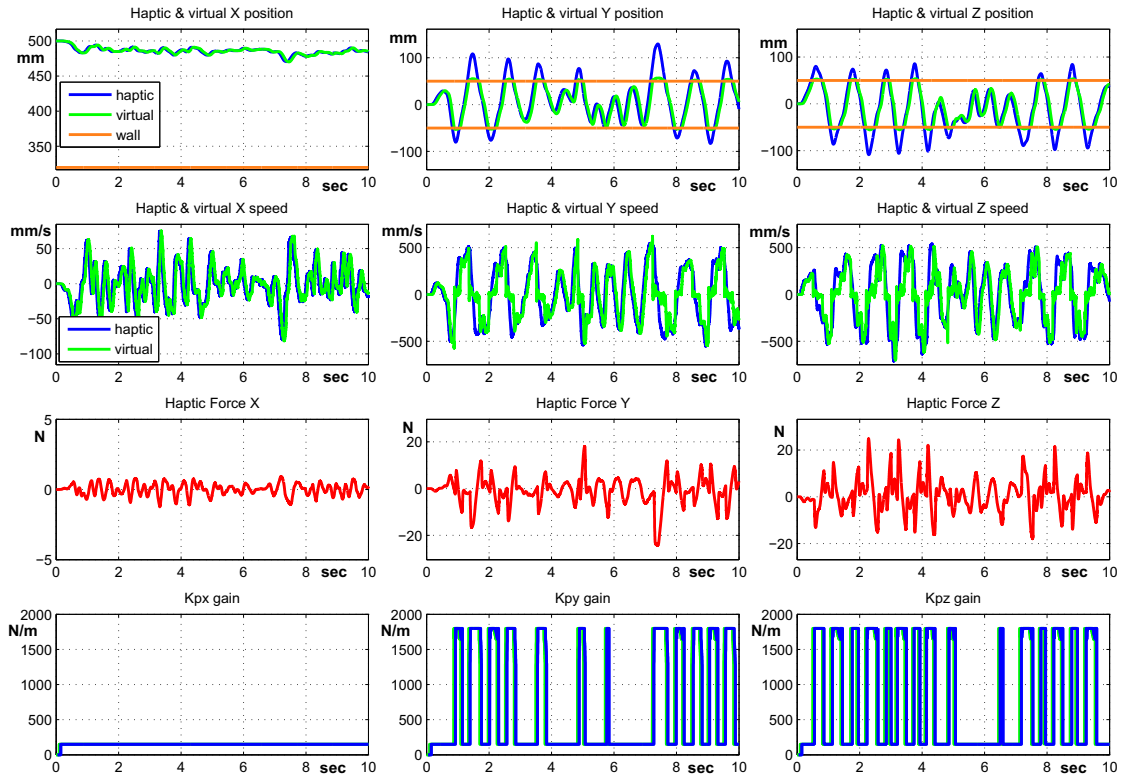 Haptic & virtual X position
500
mm
450
400
350
haptic
virtual
wall
0 2 4 6 8 10
sec
Haptic & virtual Y position
mm
100
0
−100
0 2 4 6 8 10
sec
Haptic & virtual Z position
mm
100
0
−100
0 2 4 6 8 10
sec
Haptic & virtual X speed
mm/s
50
0
−50
−100
haptic
virtual
0 2 4 6 8 10
sec
Haptic & virtual Y speed
mm/s
500
0
−500
0 2 4 6 8 10
sec
Haptic & virtual Z speed
mm/s
500
0
−500
0 2 4 6 8 10
sec
Haptic Force X
5
N
0
−5
0 2 4 6 8 10
sec
Haptic Force Y
N
20
0
−20
0 2 4 6 8 10
sec
Haptic Force Z
N
20
0
−20
0 2 4 6 8 10
sec
Kpx gain
2000
N/m
1500
1000
500
0
0 2 4 6 8 10
sec
Kpy gain
2000
N/m
1500
1000
500
0
0 2 4 6 8 10
sec
Kpz gain
2000
N/m
1500
1000
500
0
0 2 4 6 8 10
sec